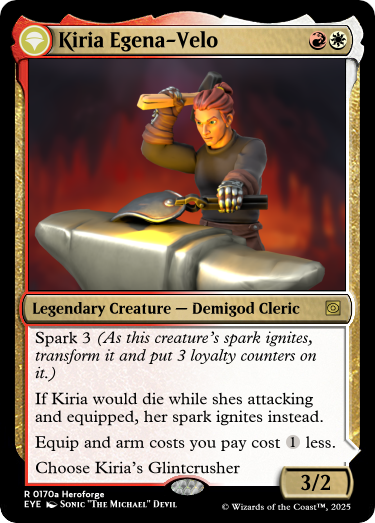 Kiria Egena-Velo
Legendary Creature — Demigod Cleric
Spark 3 (As this creature's spark ignites,
transform it and put 3 loyalty counters on
it.)
If Kiria would die while shes attacking
and equipped, her spark ignites instead.
Equip and arm costs you pay cost 1 less.
Choose Kiria's Glintcrusher
3/2
R 0170a Heroforge
EYE Sonic "The Michael" Devil
© Wizards of the Coast™, 2025